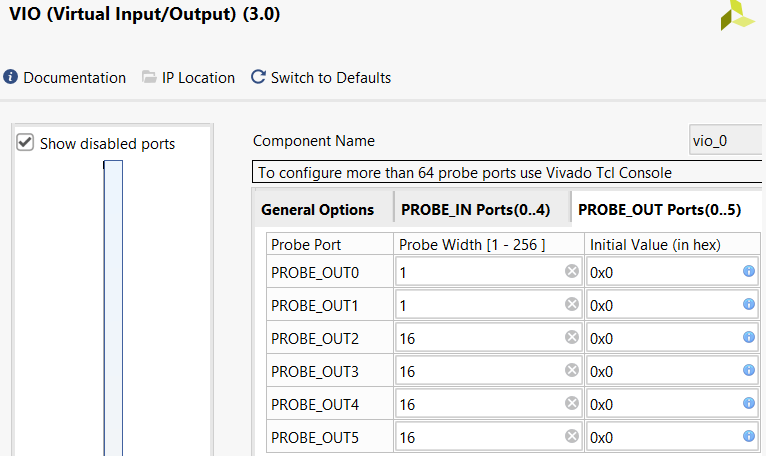 VIO (Virtual Input/Output) (3.0)
Documentation IP Location Switch to Defaults
Show disabled ports
Component Name vio_0
To configure more than 64 probe ports use Vivado Tcl Console
General Options PROBE_IN Ports(0..4) PROBE_OUT Ports(0..5)
Probe Port Probe Width [1 - 256 ] Initial Value (in hex)
PROBE_OUT0 1 0x0
PROBE_OUT1 1 0x0
PROBE_OUT2 16 0x0
PROBE_OUT3 16 0x0
PROBE_OUT4 16 0x0
PROBE_OUT5 16 0x0